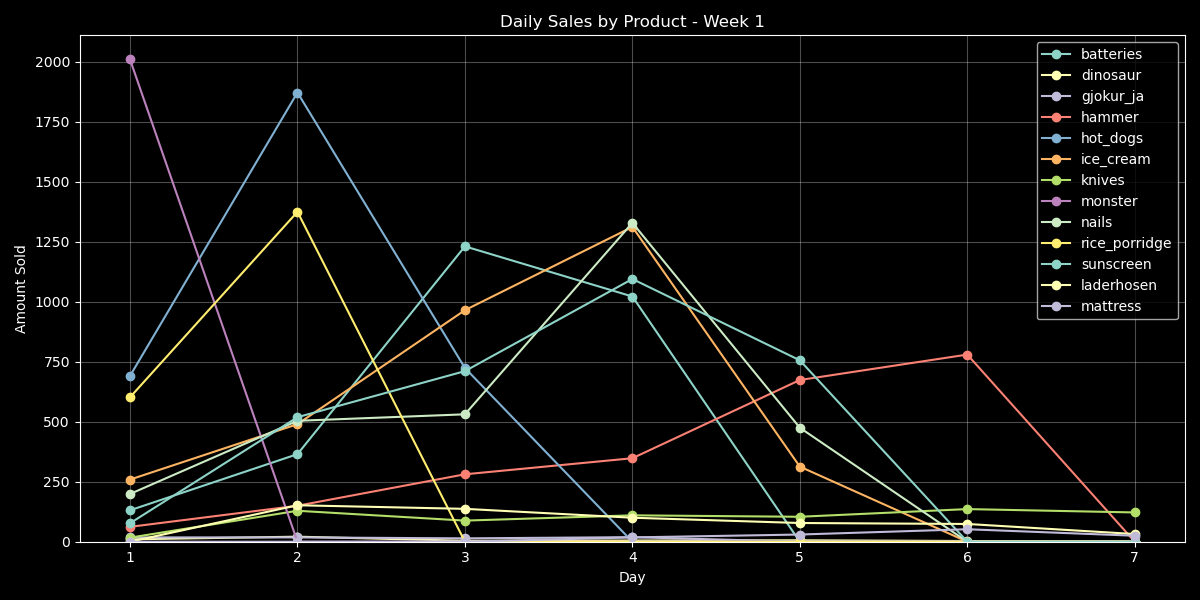 Daily Sales by Product - Week 1
Amount Sold
2000
1750
1500
1250
1000
750
500
250
0
batteries
dinosaur
gjokur_ja
hammer
hot_dogs
ice_cream
knives
monster
nails
rice_porridge
sunscreen
laderhosen
mattress
1 2 3 4 5 6 7
Day